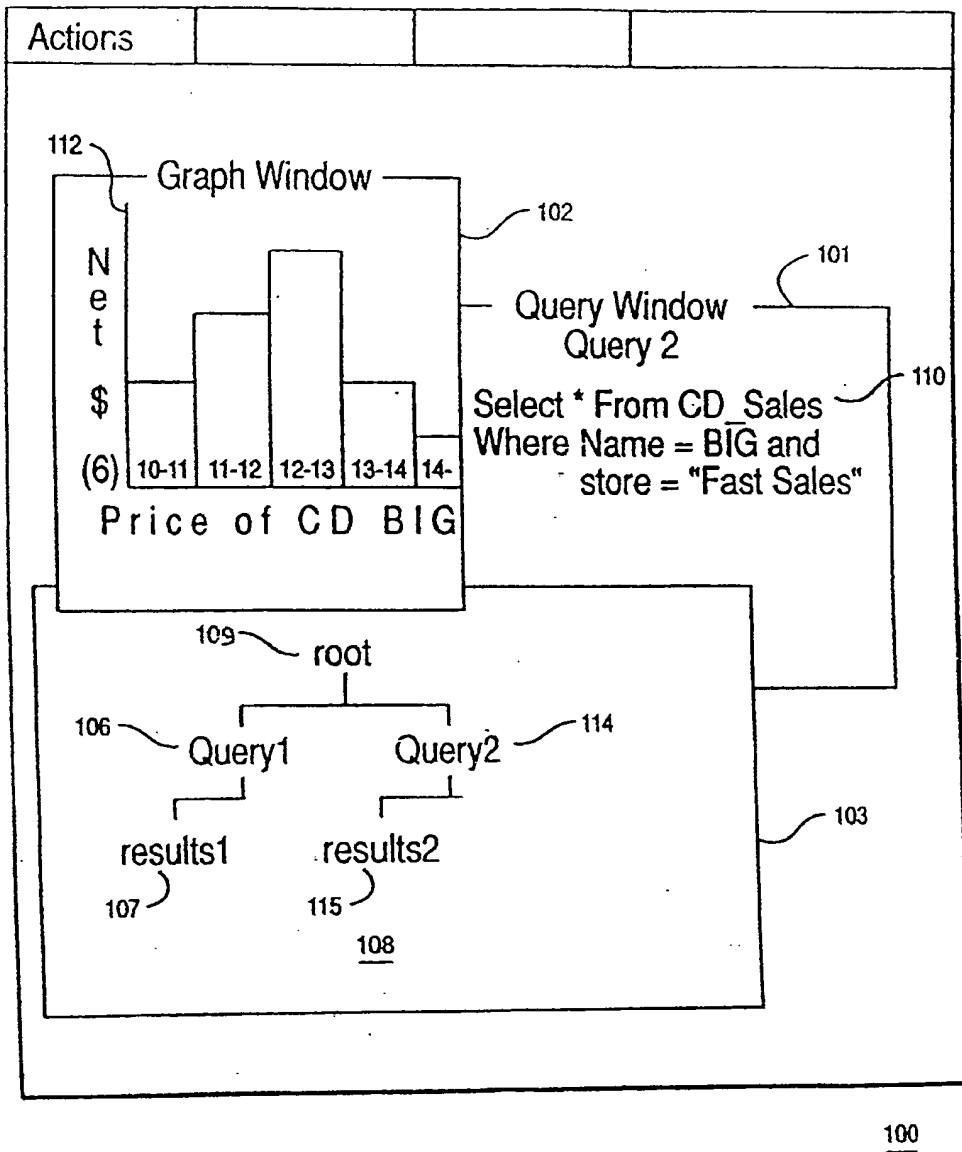 Actions
112
Graph Window
102
N
e
t
$
(6)
10-11 11-12 12-13 13-14 14-
Price of CD BIG
101
Query Window
Query 2
110
Select * From CD_Sales
Where Name = BIG and
store = "Fast Sales"
109
root
106
Query1
Query2
114
results1
results2
107
115
103
108
100